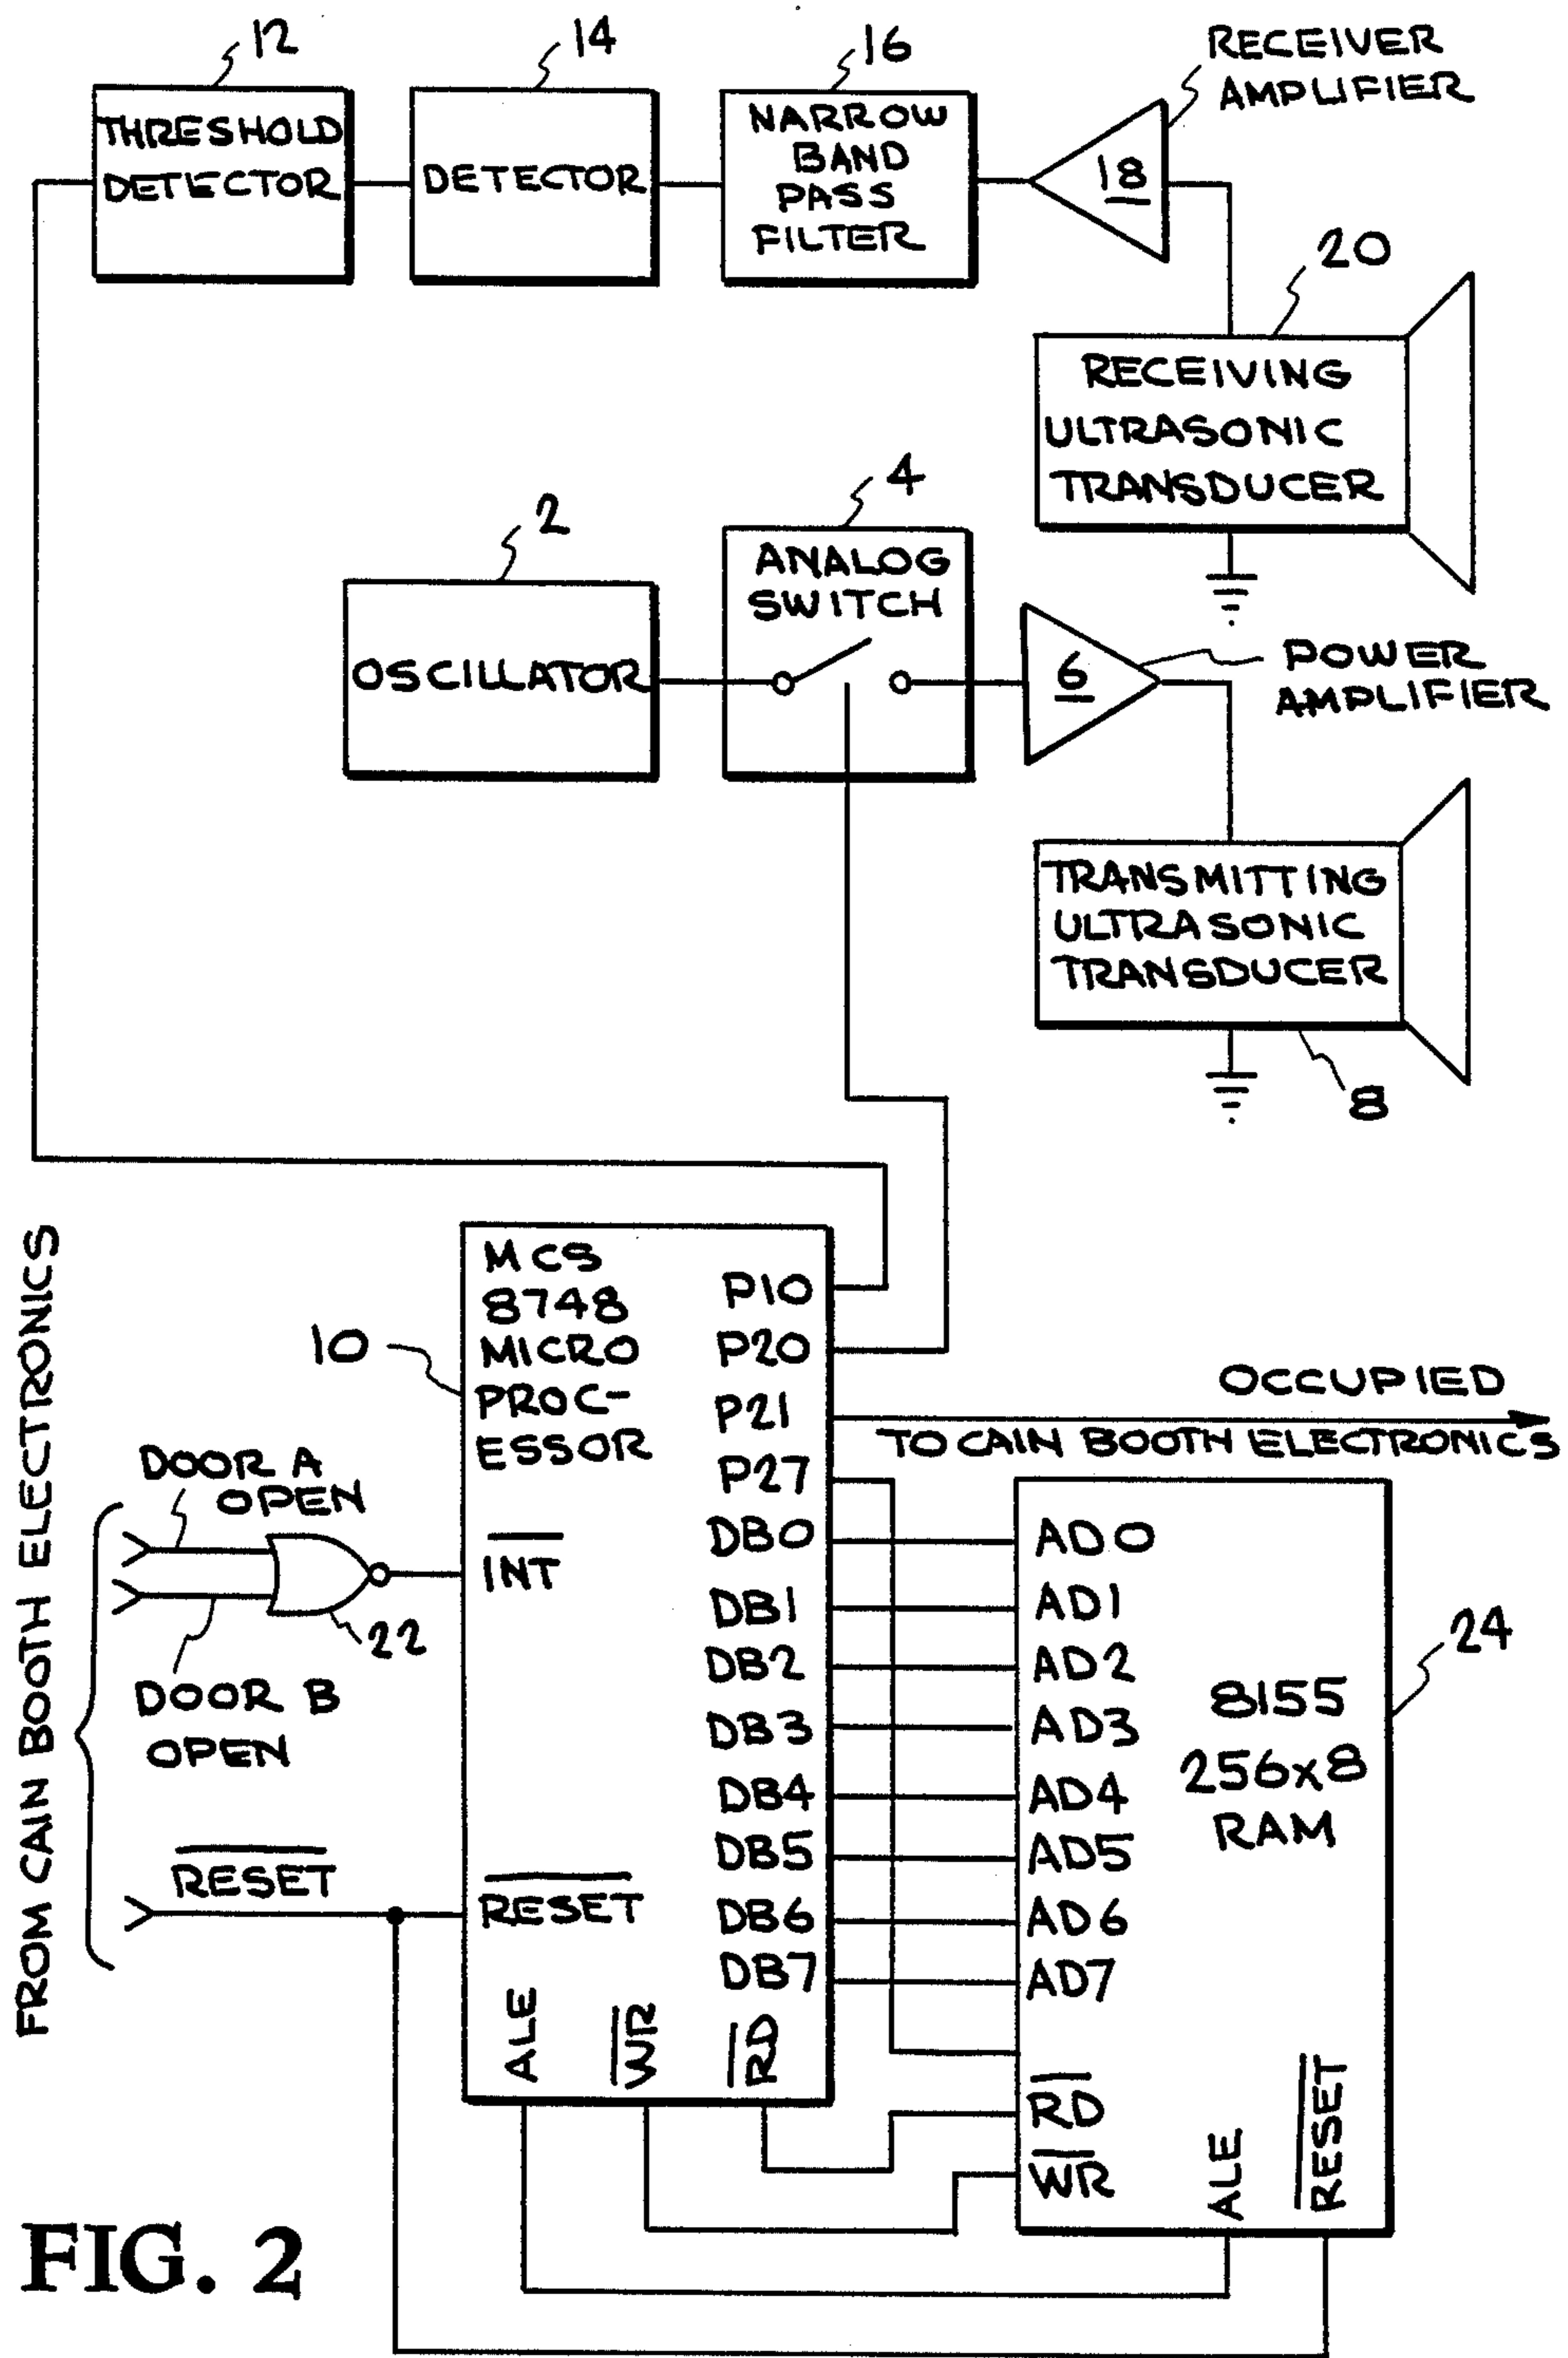 12
14
16
RECEIVER
AMPLIFIER
THRESHOLD
DETECTOR
DETECTOR
NARROW
BAND
PASS
FILTER
18
20
RECEIVING
ULTRASONIC
TRANSDUCER
2
4
OSCILLATOR
ANALOG
SWITCH
6
POWER
AMPLIFIER
TRANSMITTING
ULTRASONIC
TRANSDUCER
8
FROM CAIN BOOTH ELECTRONICS
10
MCS
8748
MICRO
PROC-
ESSOR
P10
P20
P21
P27
OCCUPIED
TO CAIN BOOTH ELECTRONICS
DOOR A
OPEN
DOOR B
OPEN
22
INT
RESET
RESET
DB0
DB1
DB2
DB3
DB4
DB5
DB6
DB7
ALE
WR
RD
AD0
AD1
AD2
AD3
AD4
AD5
AD6
AD7
8155
256x8
RAM
24
RD
WR
ALE
RESET
FIG. 2